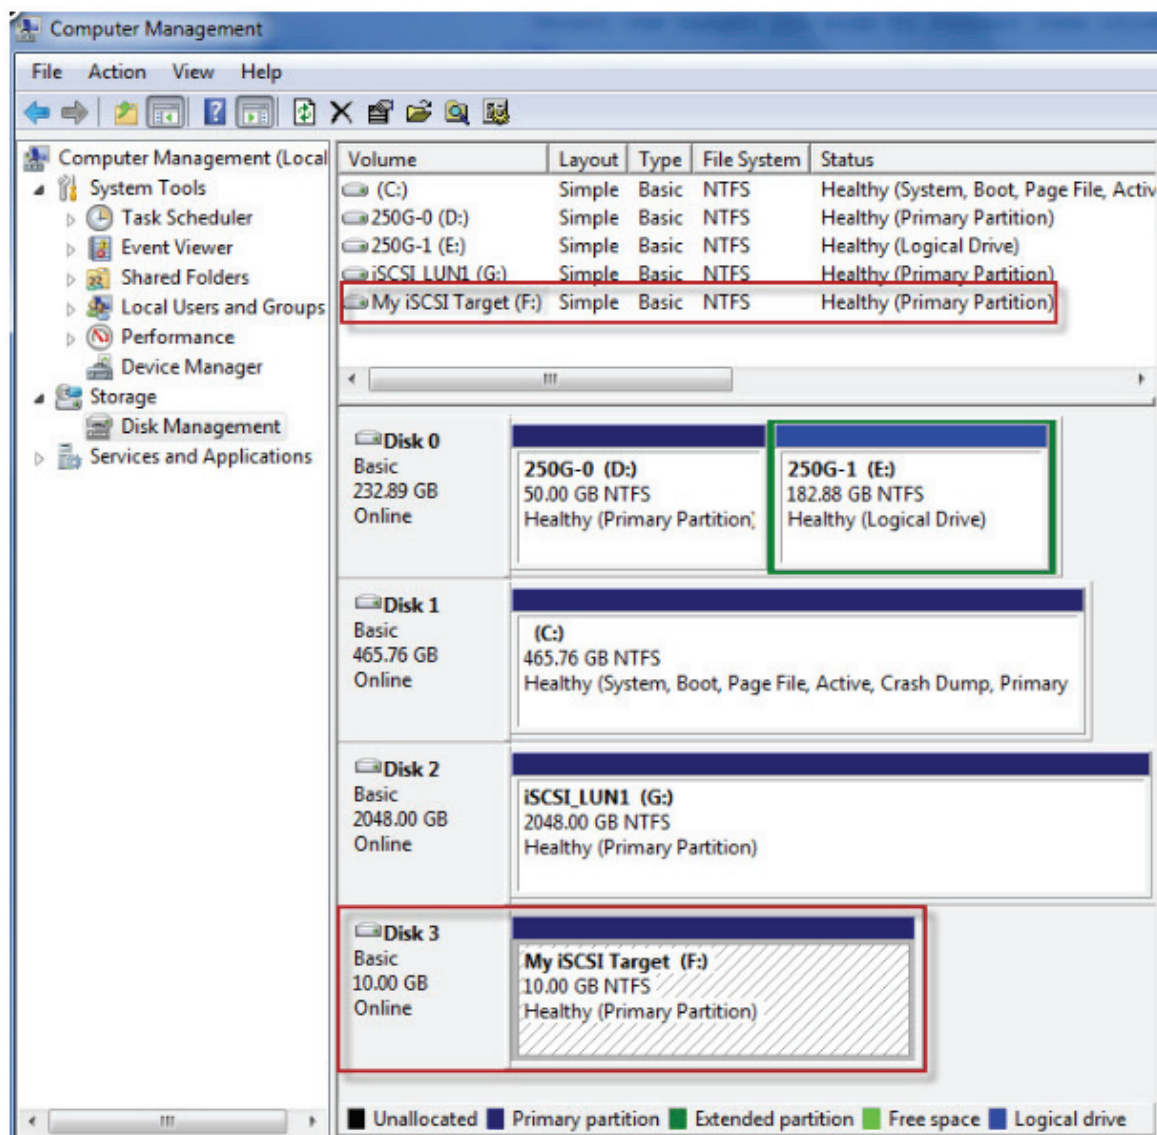 Computer Management
File Action View Help
Computer Management (Local
System Tools
Task Scheduler
Event Viewer
Shared Folders
Local Users and Groups
Performance
Device Manager
Storage
Disk Management
Services and Applications
Volume Layout Type File System Status
(C:) Simple Basic NTFS Healthy (System, Boot, Page File, Activ
250G-0 (D:) Simple Basic NTFS Healthy (Primary Partition)
250G-1 (E:) Simple Basic NTFS Healthy (Logical Drive)
iSCSI_LUN1 (G:) Simple Basic NTFS Healthy (Primary Partition)
My iSCSI Target (F:) Simple Basic NTFS Healthy (Primary Partition)
Disk 0
Basic
232.89 GB
Online
250G-0 (D:)
50.00 GB NTFS
Healthy (Primary Partition)
250G-1 (E:)
182.88 GB NTFS
Healthy (Logical Drive)
Disk 1
Basic
465.76 GB
Online
(C:)
465.76 GB NTFS
Healthy (System, Boot, Page File, Active, Crash Dump, Primary
Disk 2
Basic
2048.00 GB
Online
iSCSI_LUN1 (G:)
2048.00 GB NTFS
Healthy (Primary Partition)
Disk 3
Basic
10.00 GB
Online
My iSCSI Target (F:)
10.00 GB NTFS
Healthy (Primary Partition)
Unallocated Primary partition Extended partition Free space Logical drive